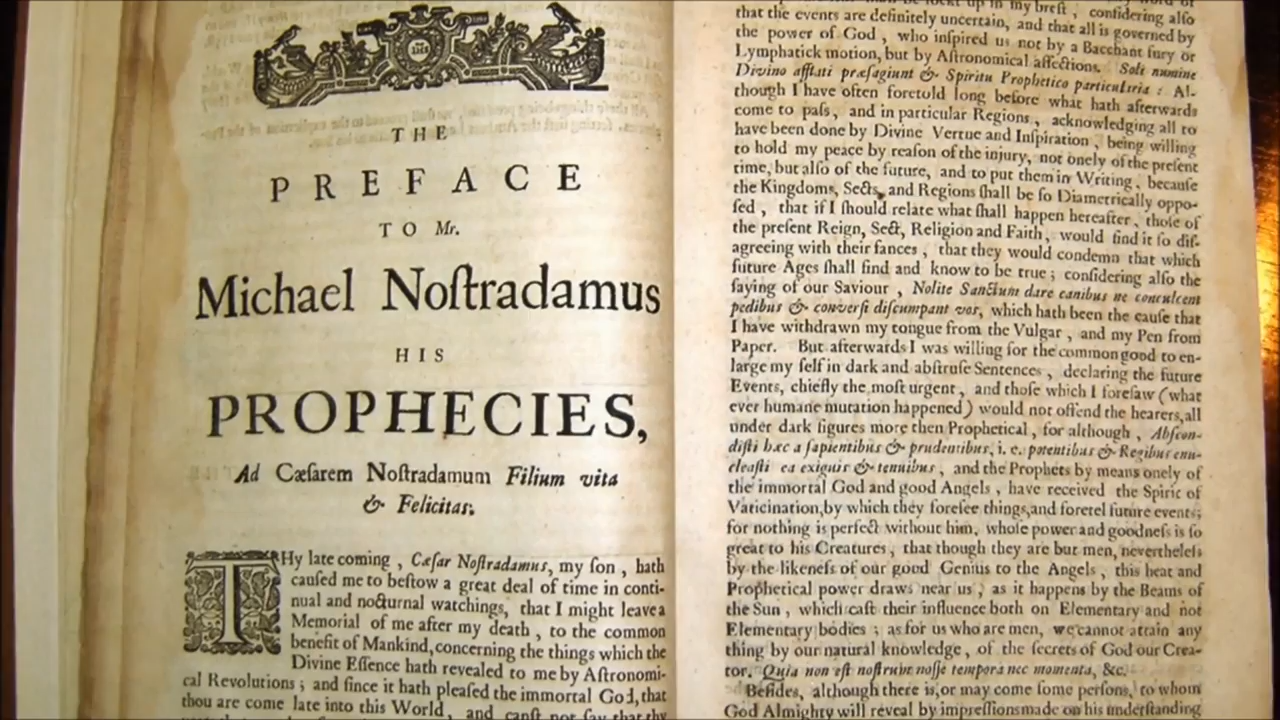 THE
PREFACE
TO Mr.
Michael Noſtradamus
HIS
PROPHECIES,
Ad Cæſarem Noſtradamum Filium vita
& Felicitas.
THy late coming , Cæſar Noſtradamus, my ſon , hath
cauſed me to beſtow a great deal of time in conti-
nual and nocturnal watchings, that I might leave a
Memorial of me after my death , to the common
benefit of Mankind, concerning the things which the
Divine Eſſence hath revealed to me by Aſtronomi-
cal Revolutions ; and ſince it hath pleaſed the immortal God, that
thou are come late into this World , and canſt not ſay that thy
lockt up in my breſt , conſidering alſo
that the events are definitely uncertain, and that all is governed by
the power of God , who inſpired us not by a Bacchant fury or
Lymphatick motion, but by Aſtronomical affections. Soli numine
Divino afflati præſagiunt & Spiritu Prophetico particularia : Al-
though I have often foretold long before what hath afterwards
come to paſs, and in particular Regions , acknowledging all to
have been done by Divine Vertue and Inſpiration , being willing
to hold my peace by reaſon of the injury, not onely of the preſent
time, but alſo of the future, and to put them in Writing , becauſe
the Kingdoms, Sects, and Regions ſhall be ſo Diametrically oppo-
ſed , that if I ſhould relate what ſhall happen hereafter, thoſe of
the preſent Reign, Sect, Religion and Faith, would find it ſo diſ-
agreeing with their fances , that they would condemn that which
future Ages ſhall find and know to be true ; conſidering alſo the
ſaying of our Saviour , Nolite Sanctum dare canibus ne conculcent
pedibus & converſi diſcumpant vos, which hath been the cauſe that
I have withdrawn my tongue from the Vulgar , and my Pen from
Paper. But afterwards I was willing for the common good to en-
large my ſelf in dark and abſtruſe Sentences , declaring the future
Events, chiefly the moſt urgent , and thoſe which I foreſaw (what
ever humane mutation happened) would not offend the hearers, all
under dark figures more then Prophetical , for although , Abſcon-
diſti hæc a ſapientibus & prudentibus, i. e. potentibus & Regibus enu-
cleaſti ea exiguis & tenuibus , and the Prophets by means onely of
the immortal God and good Angels , have received the Spirit of
Vaticination, by which they foreſee things, and foretel future events;
for nothing is perfect without him, whoſe power and goodneſs is ſo
great to his Creatures , that though they are but men, nevertheleſs
by the likeneſs of our good Genius to the Angels , this heat and
Prophetical power draws near us , as it happens by the Beams of
the Sun , which caſt their influence both on Elementary and not
Elementary bodies ; as for us who are men, we cannot attain any
thing by our natural knowledge, of the ſecrets of God our Crea-
tor. Quia non eſt noſtrum noſſe tempora nec momenta, &c.
Beſides, although there is, or may come ſome perſons, to whom
God Almighty will reveal by impreſſions made on his underſtanding